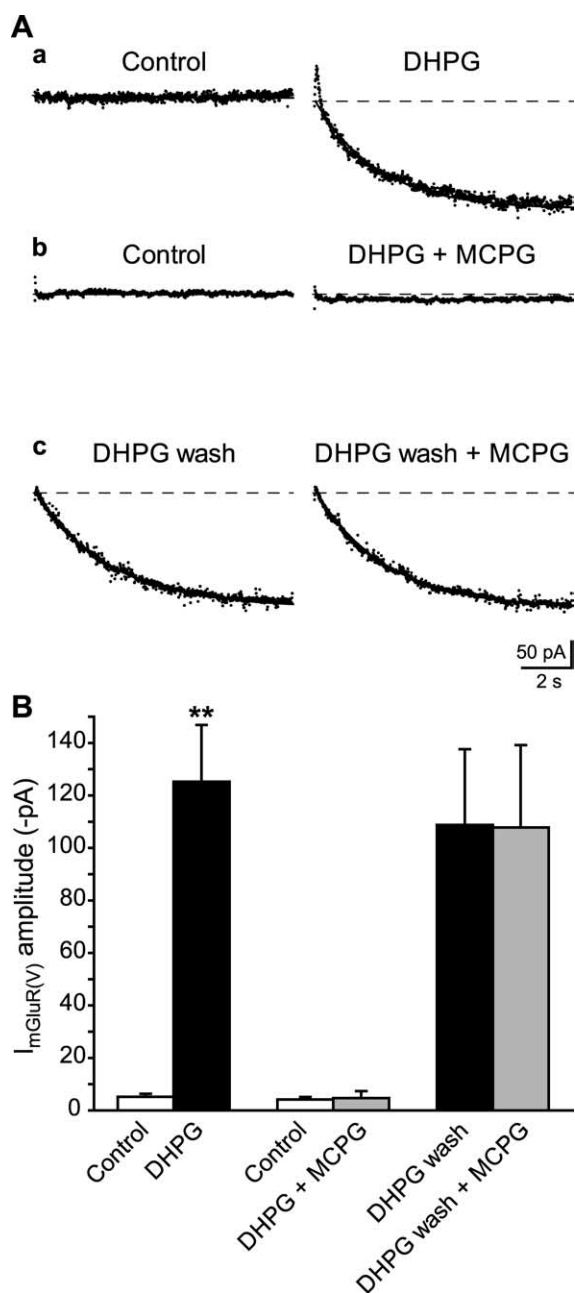 A
a
Control DHPG
b
Control DHPG + MCPG
c
DHPG wash DHPG wash + MCPG
50 pA
2 s
B
**
140
120
100
80
60
40
20
0
I mGluR(V) amplitude (-pA)
Control
DHPG
Control
DHPG + MCPG
DHPG wash
DHPG wash + MCPG